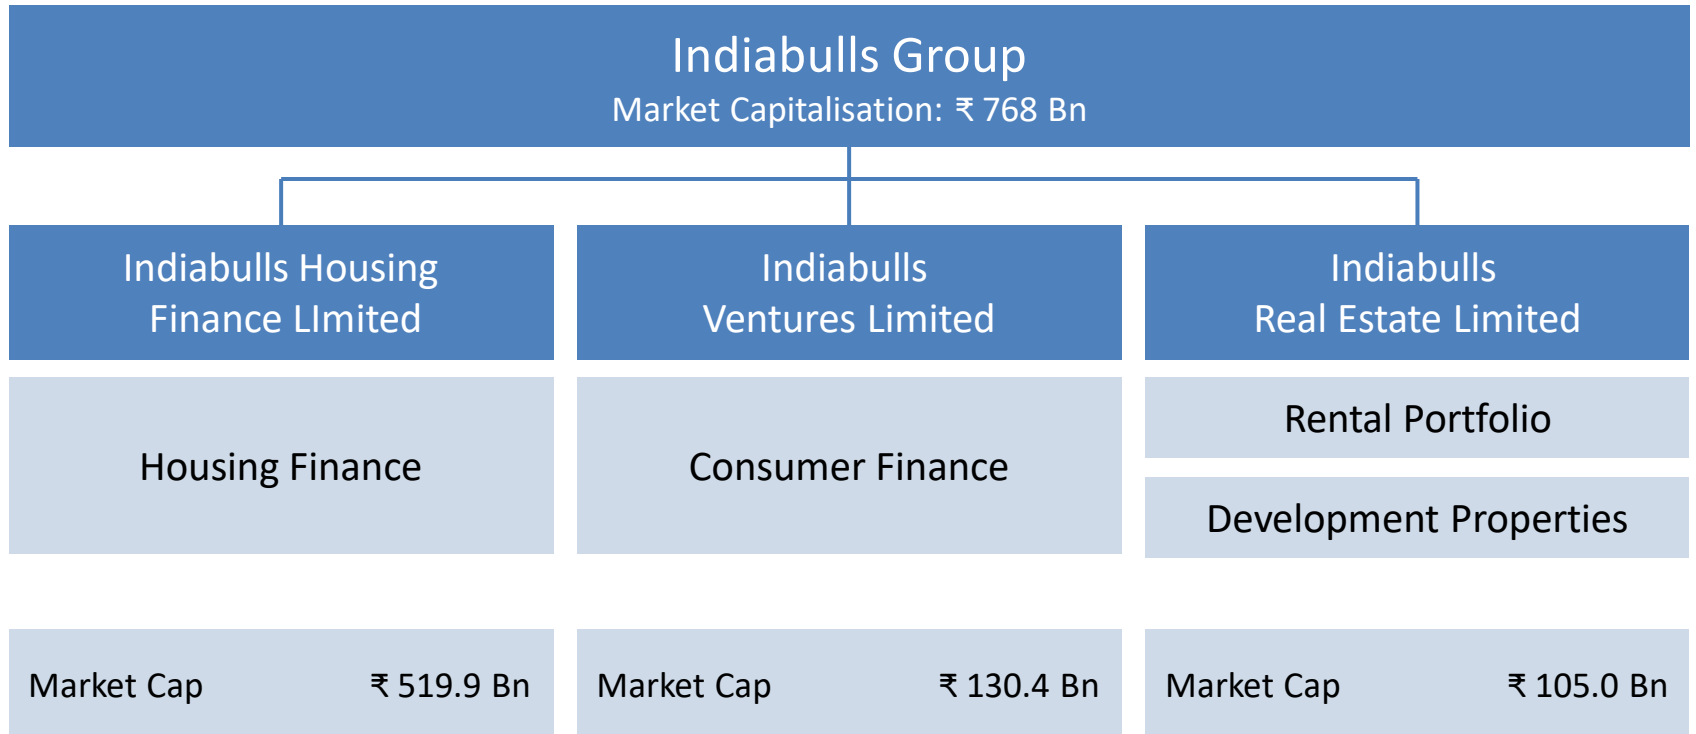 Indiabulls Group
Market Capitalisation: ₹ 768 Bn
Indiabulls Housing
Finance LImited
Indiabulls
Ventures Limited
Indiabulls
Real Estate Limited
Housing Finance
Consumer Finance
Rental Portfolio
Development Properties
Market Cap ₹ 519.9 Bn
Market Cap ₹ 130.4 Bn
Market Cap ₹ 105.0 Bn